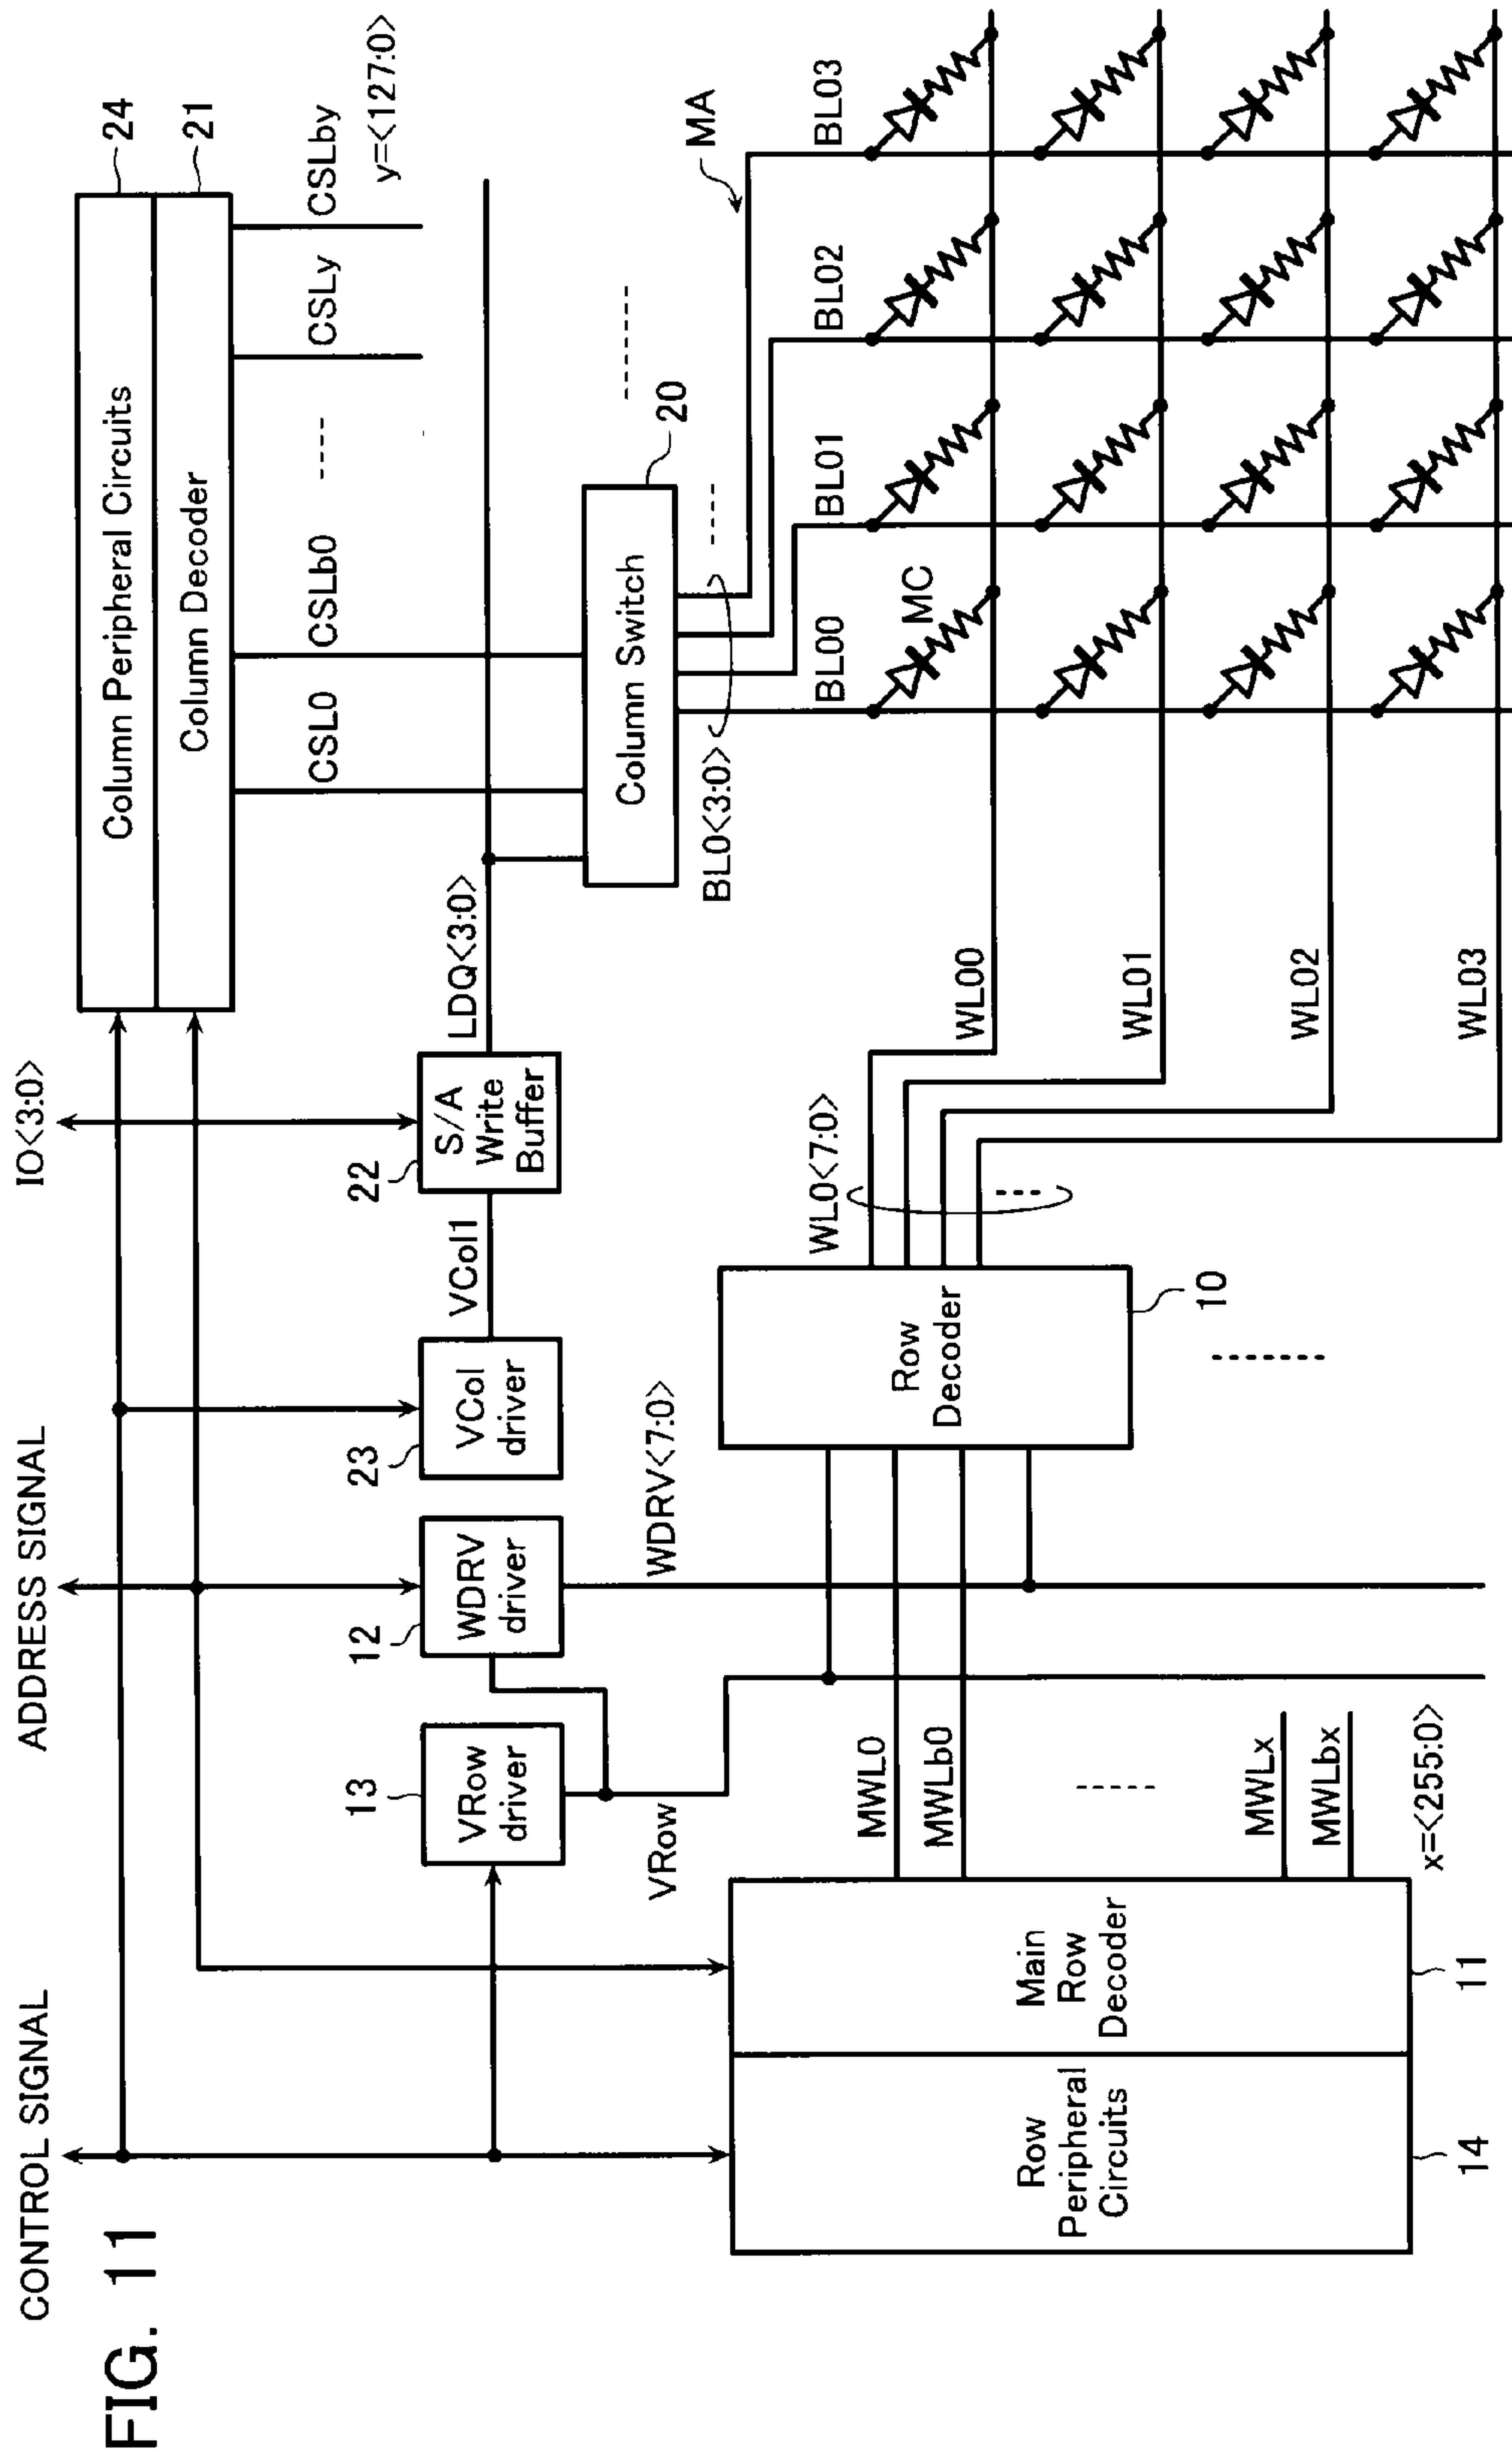 FIG. 11
CONTROL SIGNAL
ADDRESS SIGNAL
IO<3:0>
Column Peripheral Circuits
24
Column Decoder
21
CSL0
CSLb0
CSLy
CSLby
y=<127:0>
13
VRow
driver
12
WDRV
driver
23
VCol
driver
VCol1
22
S/A
Write
Buffer
LDQ<3:0>
Column Switch
20
VRow
WDRV<7:0>
BL0<3:0>
MA
Row
Peripheral
Circuits
14
Main
Row
Decoder
11
MWL0
MWLb0
MWLx
MWLbx
x=<255:0>
Row
Decoder
10
WL0<7:0>
WL00
WL01
WL02
WL03
BL00
BL01
BL02
BL03
MC